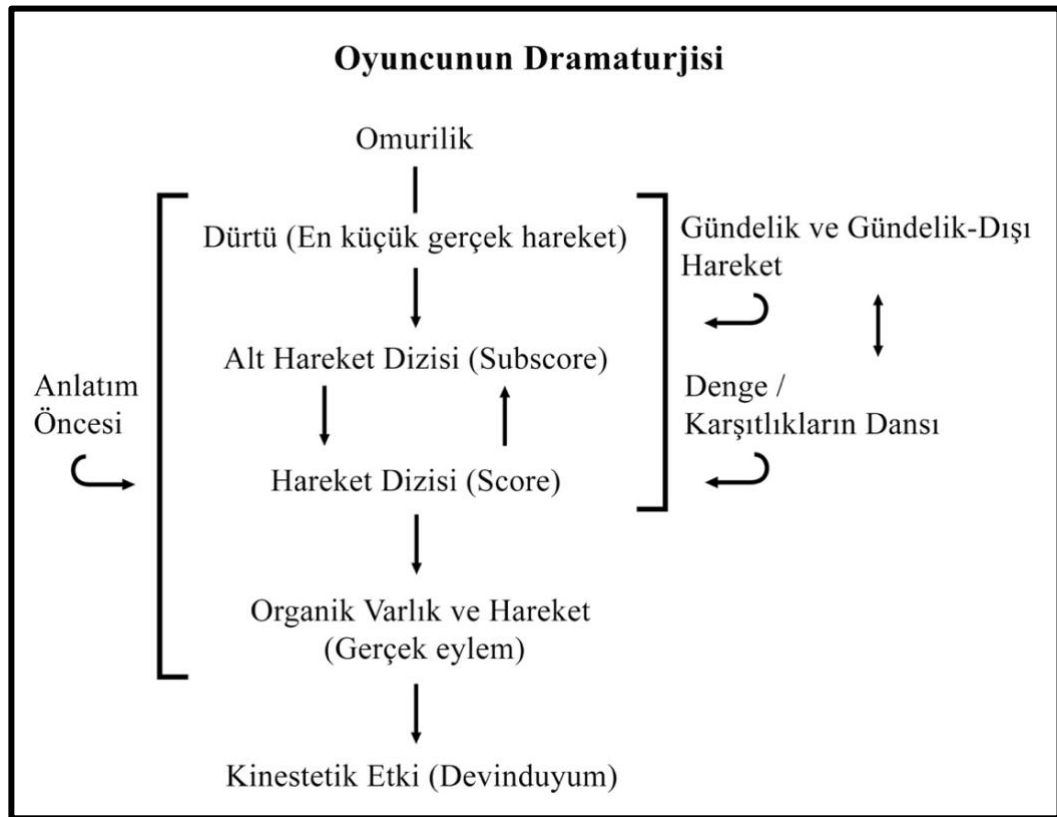 Oyuncunun Dramaturjisi
Omurilik
Dürtü (En küçük gerçek hareket)
Gündelik ve Gündelik-Dışı
Hareket
Alt Hareket Dizisi (Subscore)
Anlatım
Öncesi
Denge /
Karşıtlıkların Dansı
Hareket Dizisi (Score)
Organik Varlık ve Hareket
(Gerçek eylem)
Kinestetik Etki (Devinduyum)